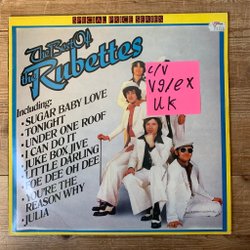 SPECIAL PRICE SERIES
The Best Of
the Rubettes
Including:
• SUGAR BABY LOVE
• TONIGHT
• UNDER ONE ROOF
• I CAN DO IT
• JUKE BOX JIVE
• LITTLE DARLING
• FOE DEE OH DEE
• YOU'RE THE
REASON WHY
• JULIA
C/V
Vg/ex
UK